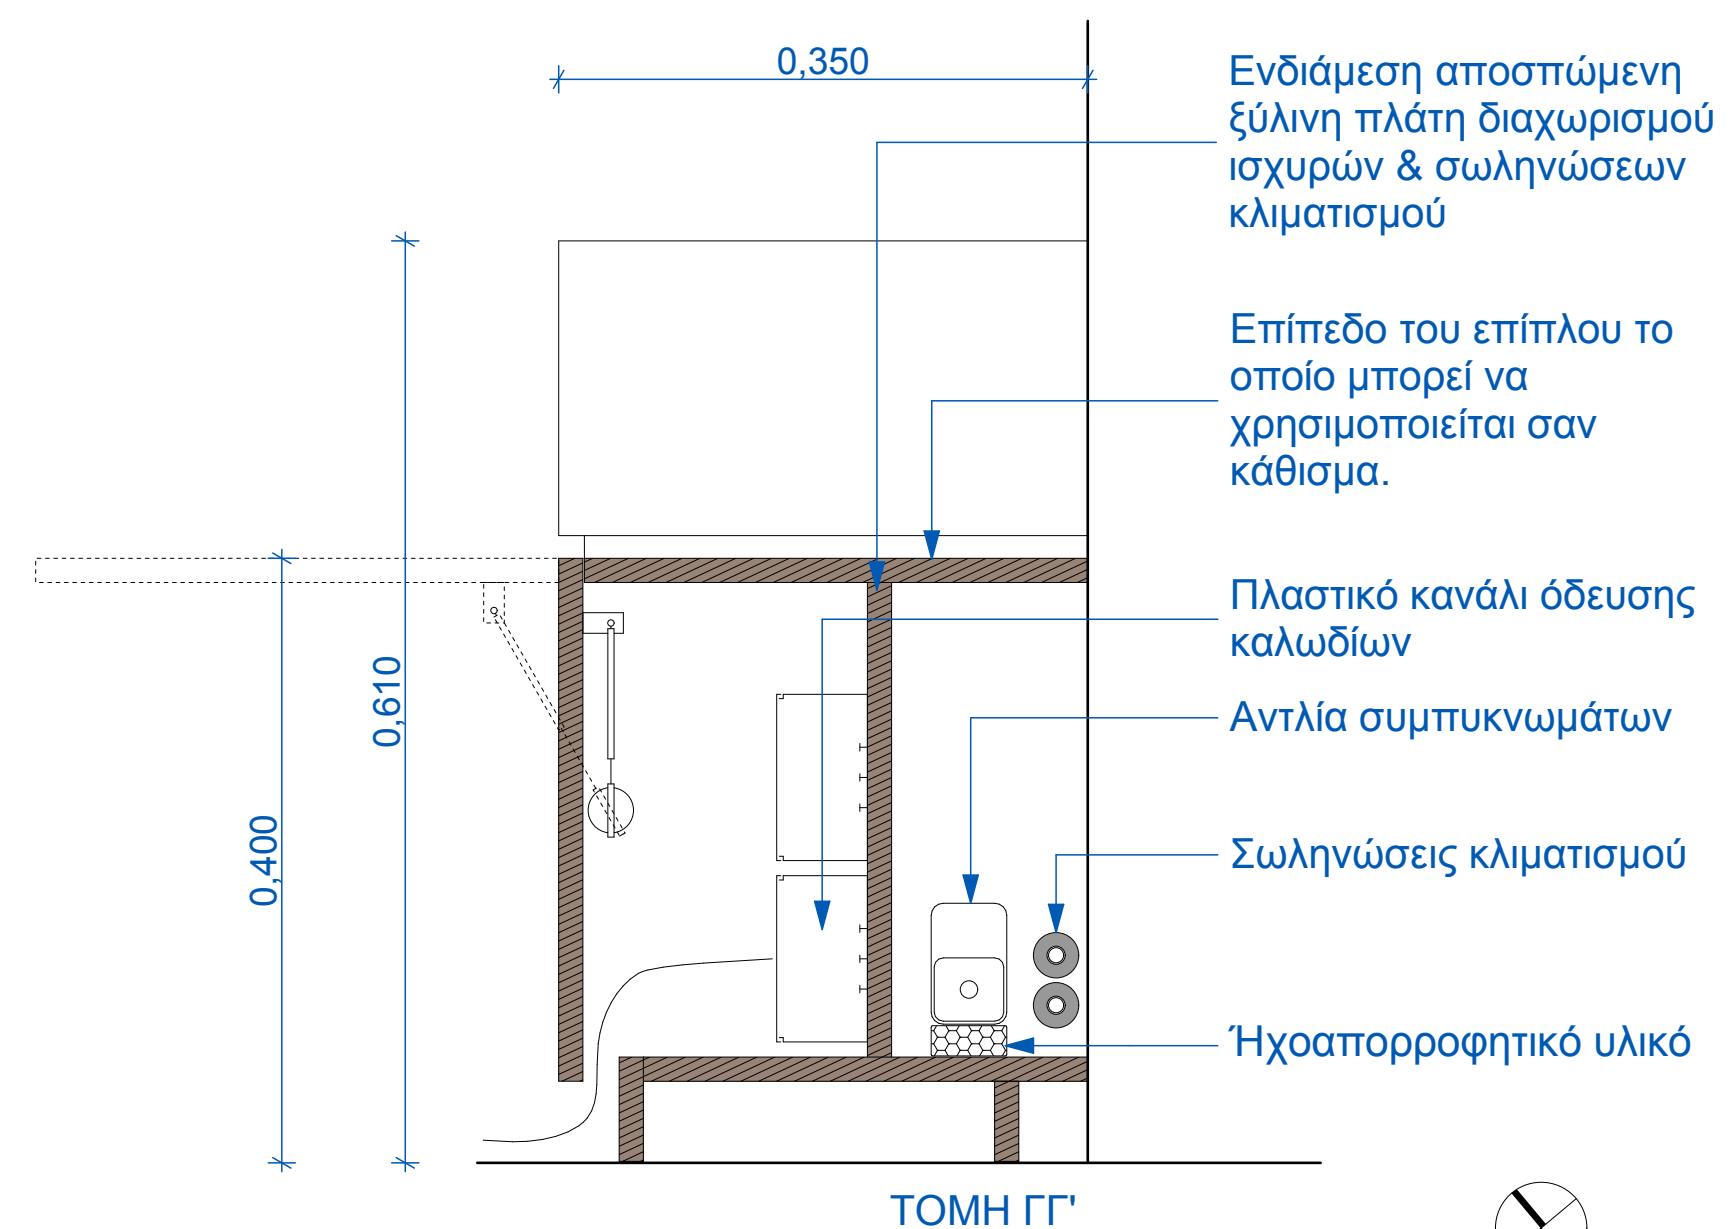 0,350
Ενδιάμεση αποσπώμενη
ξύλινη πλάτη διαχωρισμού
ισχυρών & σωληνώσεων
κλιματισμού
Επίπεδο του επίπλου το
οποίο μπορεί να
χρησιμοποιείται σαν
κάθισμα.
Πλαστικό κανάλι όδευσης
καλωδίων
0,610
Αντλία συμπυκνωμάτων
0,400
Σωληνώσεις κλιματισμού
Ήχοαπορροφητικό υλικό
ΤΟΜΗ ΓΓ'